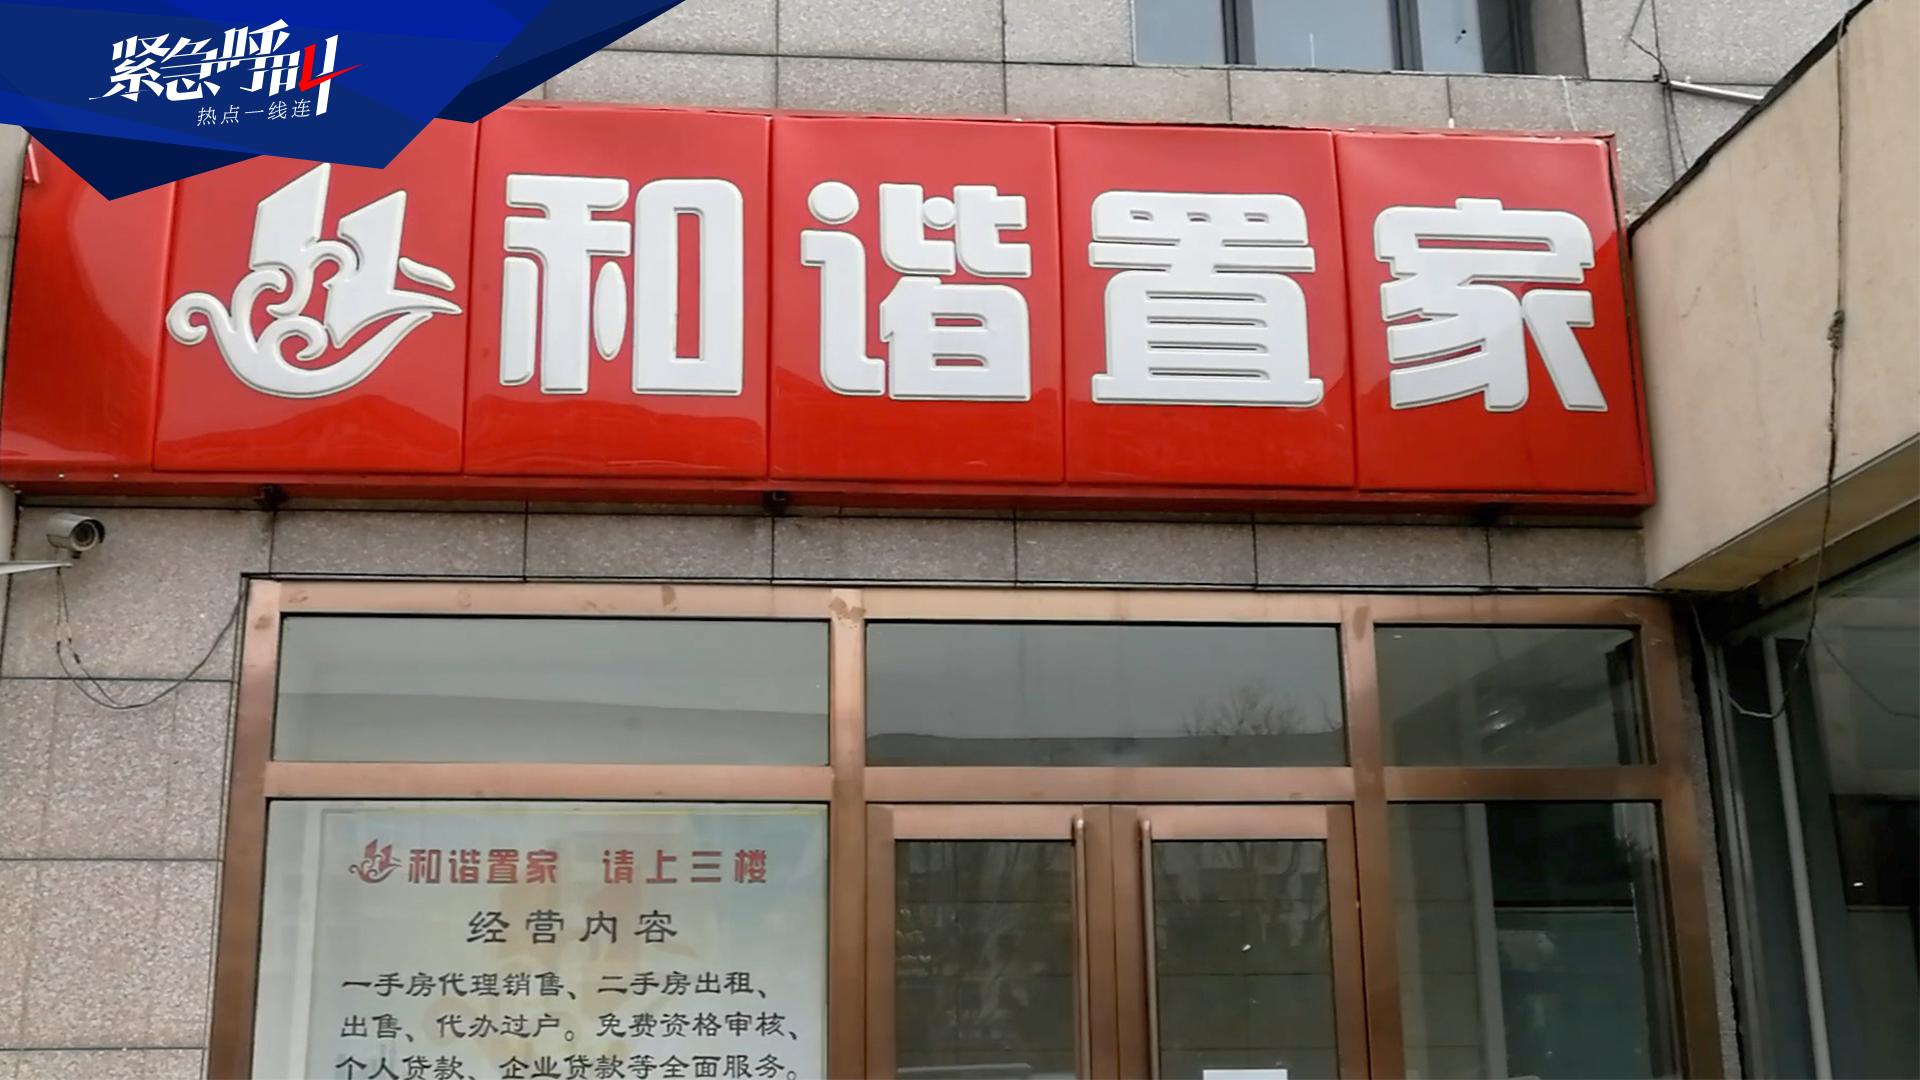 紧急呼叫
热点一线连
和谐置家
和谐置家 请上三楼
经营内容
一手房代理销售、二手房出租、
出售、代办过户。免费资格审核、
个人贷款、企业贷款等全面服务。